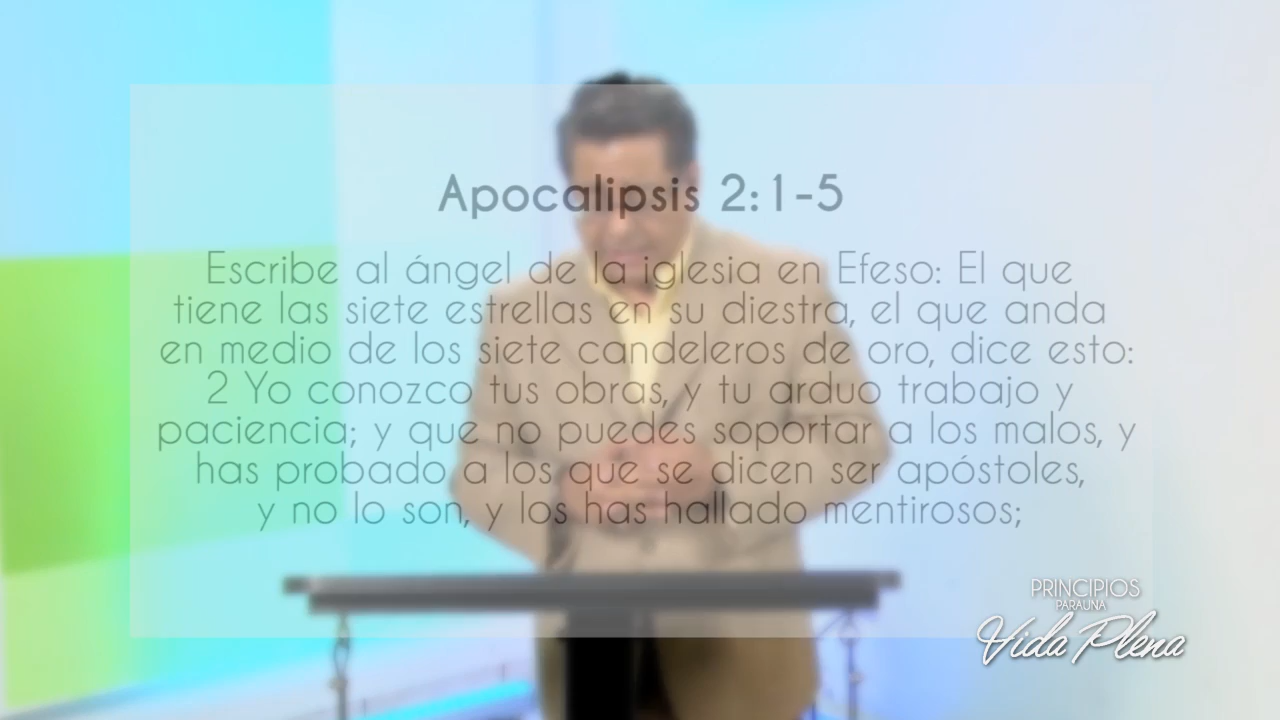 Apocalipsis 2:1-5
Escribe al ángel de la iglesia en Efeso: El que
tiene las siete estrellas en su diestra, el que anda
en medio de los siete candeleros de oro, dice esto:
2 Yo conozco tus obras, y tu arduo trabajo y
paciencia; y que no puedes soportar a los malos, y
has probado a los que se dicen ser apóstoles,
y no lo son, y los has hallado mentirosos;
PRINCIPIOS
PARA UNA
Vida Plena